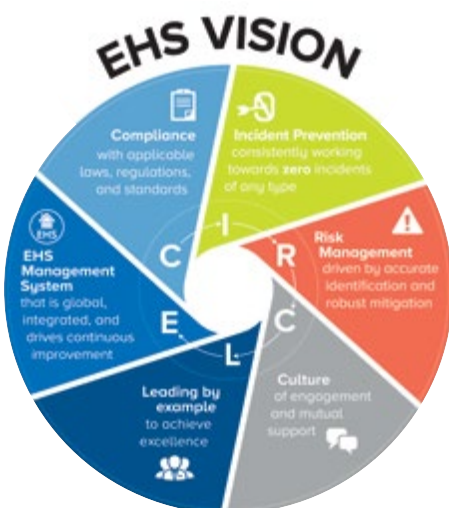 EHS VISION
Compliance
with applicable
laws, regulations,
and standards
Incident Prevention
consistently working
towards zero incidents
of any type
Risk
Management
driven by accurate
identification and
robust mitigation
Culture
of engagement
and mutual
support
Leading by
example
to achieve
excellence
EHS
EHS
Management
System
that is global,
integrated, and
drives continuous
improvement
C
I
R
C
L
E